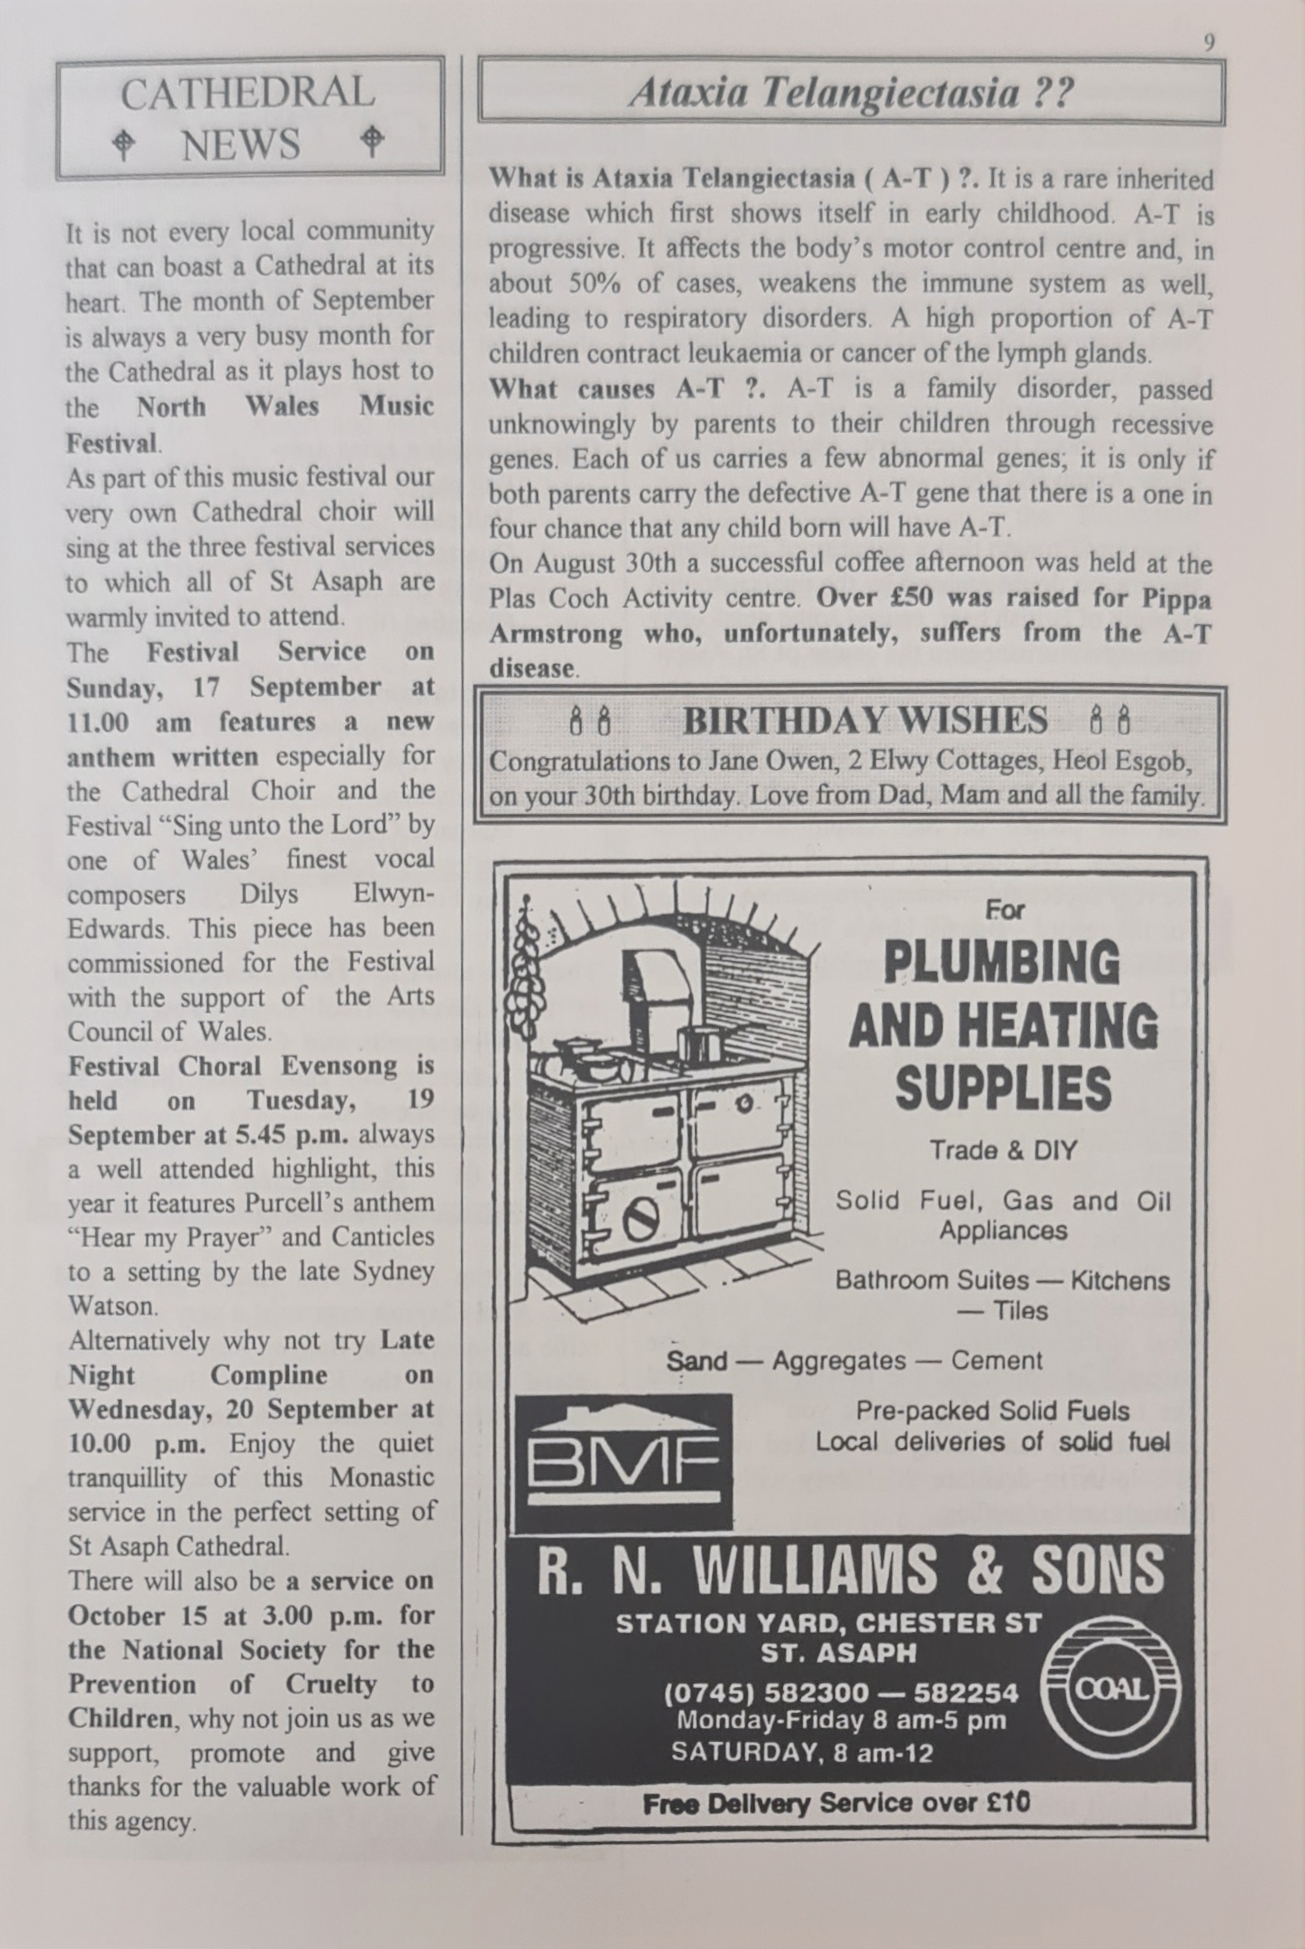 9
CATHEDRAL
NEWS
It is not every local community
that can boast a Cathedral at its
heart. The month of September
is always a very busy month for
the Cathedral as it plays host to
the North Wales Music
Festival.
As part of this music festival our
very own Cathedral choir will
sing at the three festival services
to which all of St Asaph are
warmly invited to attend.
The Festival Service on
Sunday, 17 September at
11.00 am features a new
anthem written especially for
the Cathedral Choir and the
Festival “Sing unto the Lord” by
one of Wales’ finest vocal
composers Dilys Elwyn-
Edwards. This piece has been
commissioned for the Festival
with the support of the Arts
Council of Wales.
Festival Choral Evensong is
held on Tuesday, 19
September at 5.45 p.m. always
a well attended highlight, this
year it features Purcell’s anthem
“Hear my Prayer” and Canticles
to a setting by the late Sydney
Watson.
Alternatively why not try Late
Night Compline on
Wednesday, 20 September at
10.00 p.m. Enjoy the quiet
tranquillity of this Monastic
service in the perfect setting of
St Asaph Cathedral.
There will also be a service on
October 15 at 3.00 p.m. for
the National Society for the
Prevention of Cruelty to
Children, why not join us as we
support, promote and give
thanks for the valuable work of
this agency.
Ataxia Telangiectasia ??
What is Ataxia Telangiectasia ( A-T ) ?. It is a rare inherited
disease which first shows itself in early childhood. A-T is
progressive. It affects the body’s motor control centre and, in
about 50% of cases, weakens the immune system as well,
leading to respiratory disorders. A high proportion of A-T
children contract leukaemia or cancer of the lymph glands.
What causes A-T ?. A-T is a family disorder, passed
unknowingly by parents to their children through recessive
genes. Each of us carries a few abnormal genes; it is only if
both parents carry the defective A-T gene that there is a one in
four chance that any child born will have A-T.
On August 30th a successful coffee afternoon was held at the
Plas Coch Activity centre. Over £50 was raised for Pippa
Armstrong who, unfortunately, suffers from the A-T
disease.
BIRTHDAY WISHES
Congratulations to Jane Owen, 2 Elwy Cottages, Heol Esgob,
on your 30th birthday. Love from Dad, Mam and all the family.
For
PLUMBING
AND HEATING
SUPPLIES
Trade & DIY
Solid Fuel, Gas and Oil
Appliances
Bathroom Suites — Kitchens
— Tiles
Sand — Aggregates — Cement
Pre-packed Solid Fuels
Local deliveries of solid fuel
BMF
R. N. WILLIAMS & SONS
STATION YARD, CHESTER ST
ST. ASAPH
(0745) 582300 — 582254
Monday-Friday 8 am-5 pm
SATURDAY, 8 am-12
COAL
Free Delivery Service over £10